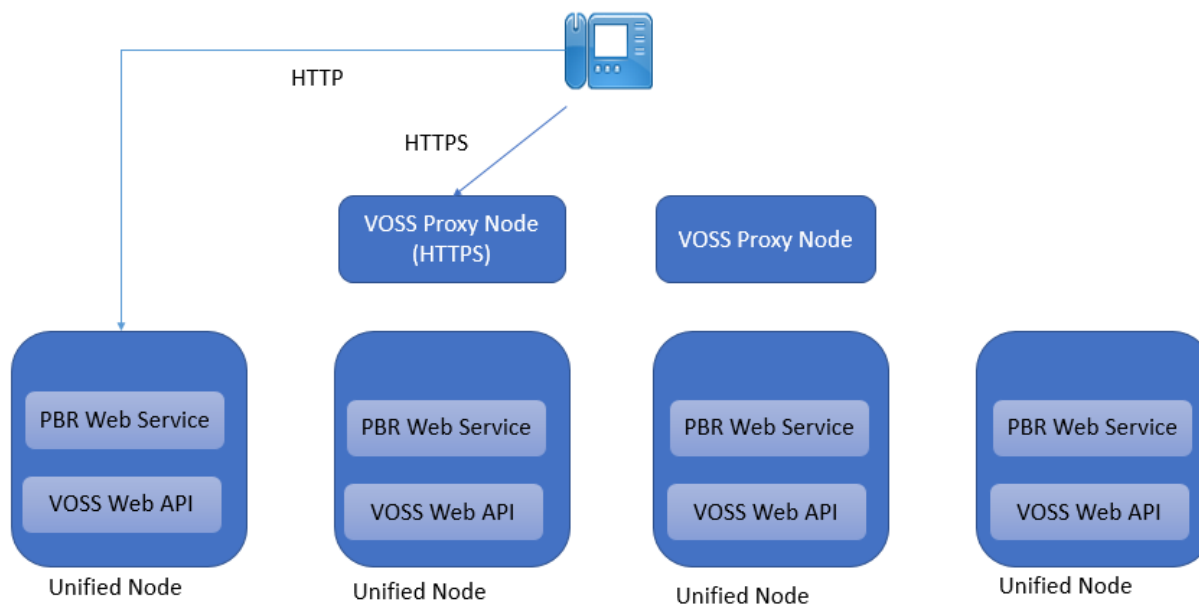 HTTP
HTTPS
VOSS Proxy Node
(HTTPS)
VOSS Proxy Node
PBR Web Service
VOSS Web API
Unified Node
PBR Web Service
VOSS Web API
Unified Node
PBR Web Service
VOSS Web API
Unified Node
PBR Web Service
VOSS Web API
Unified Node